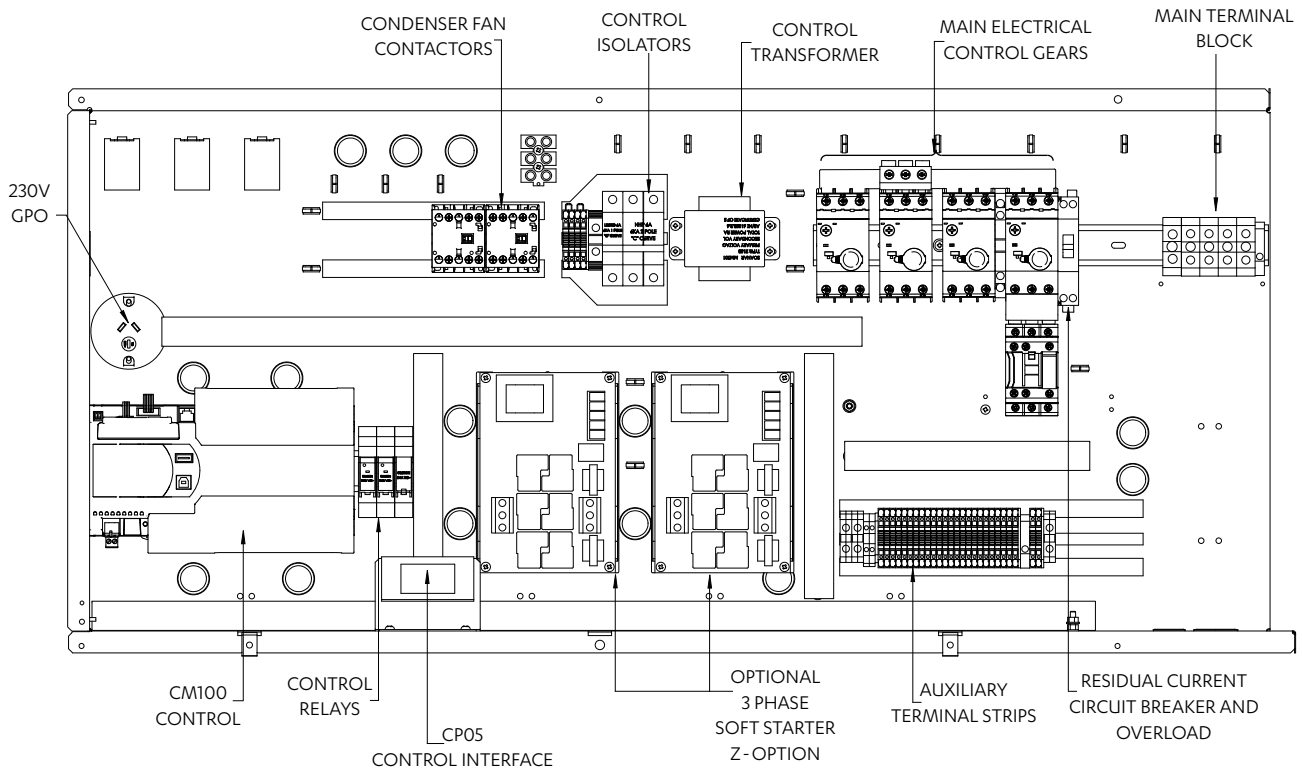 CONDENSER FAN
CONTACTORS
CONTROL
ISOLATORS
CONTROL
TRANSFORMER
MAIN ELECTRICAL
CONTROL GEARS
MAIN TERMINAL
BLOCK
230V
GPO
CM100
CONTROL
CONTROL
RELAYS
CP05
CONTROL INTERFACE
OPTIONAL
3 PHASE
SOFT STARTER
Z-OPTION
AUXILIARY
TERMINAL STRIPS
RESIDUAL CURRENT
CIRCUIT BREAKER AND
OVERLOAD